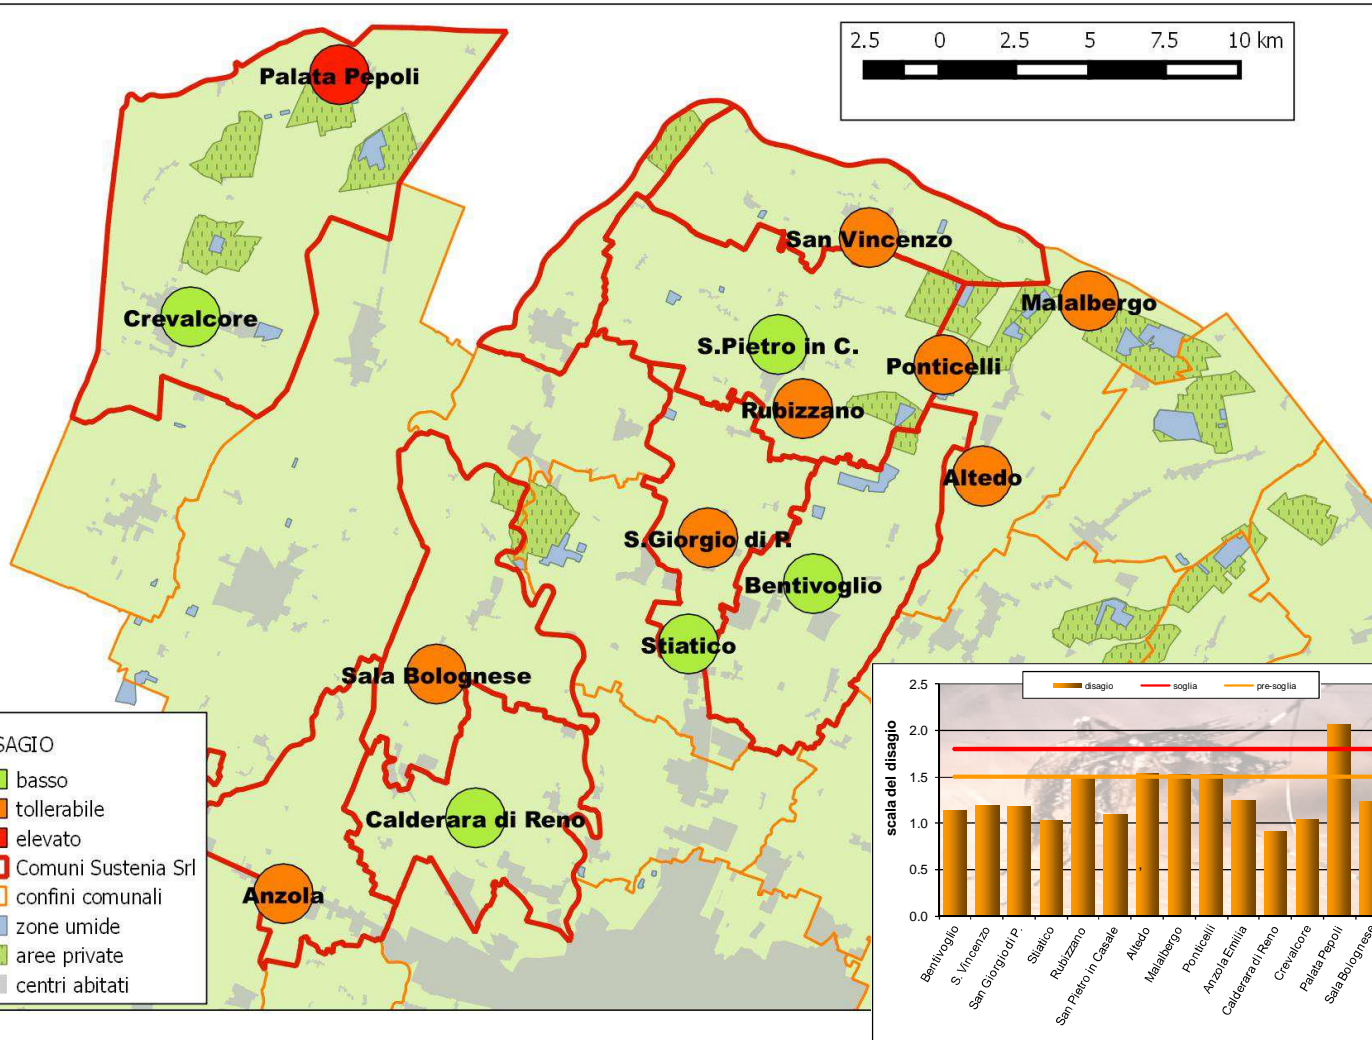 2.5 0 2.5 5 7.5 10 km
Palata Pepoli
San Vincenzo
Malalbergo
Crevalcore
S.Pietro in C.
Ponticelli
Rubizzano
Altedo
S.Giorgio di P.
Bentivoglio
Stiatico
Sala Bolognese
Calderara di Reno
Anzola
SAGIO
basso
tollerabile
elevato
Comuni Sustenia Srl
confini comunali
zone umide
aree private
centri abitati
disagio soglia pre-soglia
scala del disagio
2.5
2.0
1.5
1.0
0.5
0.0
Bentivoglio
S. Vincenzo
San Giorgio di P.
Stiatico
Rubizzano
San Pietro in Casale
Altedo
Malalbergo
Ponticelli
Anzola Emilia
Calderara di Reno
Crevalcore
Palata Pepoli
Sala Bolognese